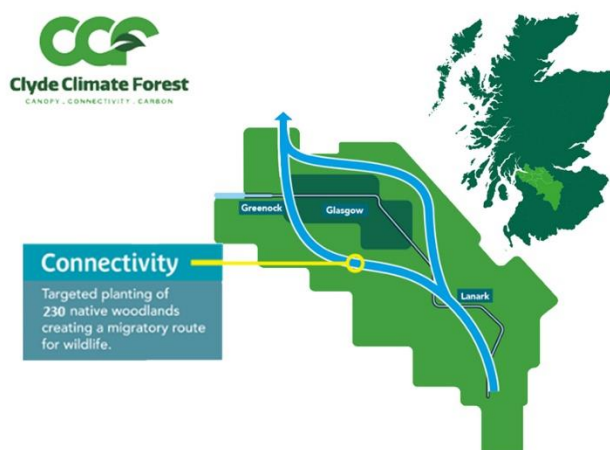 CCF
Clyde Climate Forest
CANOPY . CONNECTIVITY . CARBON
Greenock
Glasgow
Connectivity
Targeted planting of
230 native woodlands
creating a migratory route
for wildlife.
Lanark